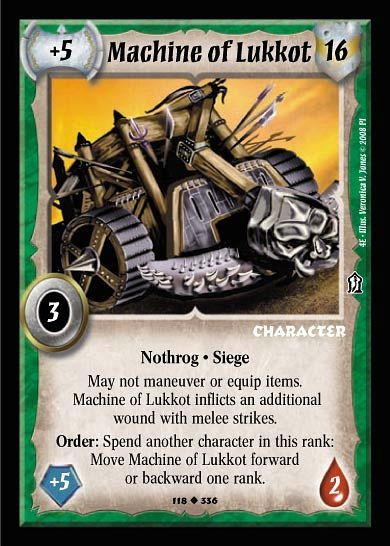 +5
Machine of Lukkot
16
4E · Illus. Veronica V. Jones © 2008 PI
3
CHARACTER
Nothrog • Siege
May not maneuver or equip items.
Machine of Lukkot inflicts an additional
wound with melee strikes.
Order: Spend another character in this rank:
Move Machine of Lukkot forward
or backward one rank.
+5
118 ◆ 336
2